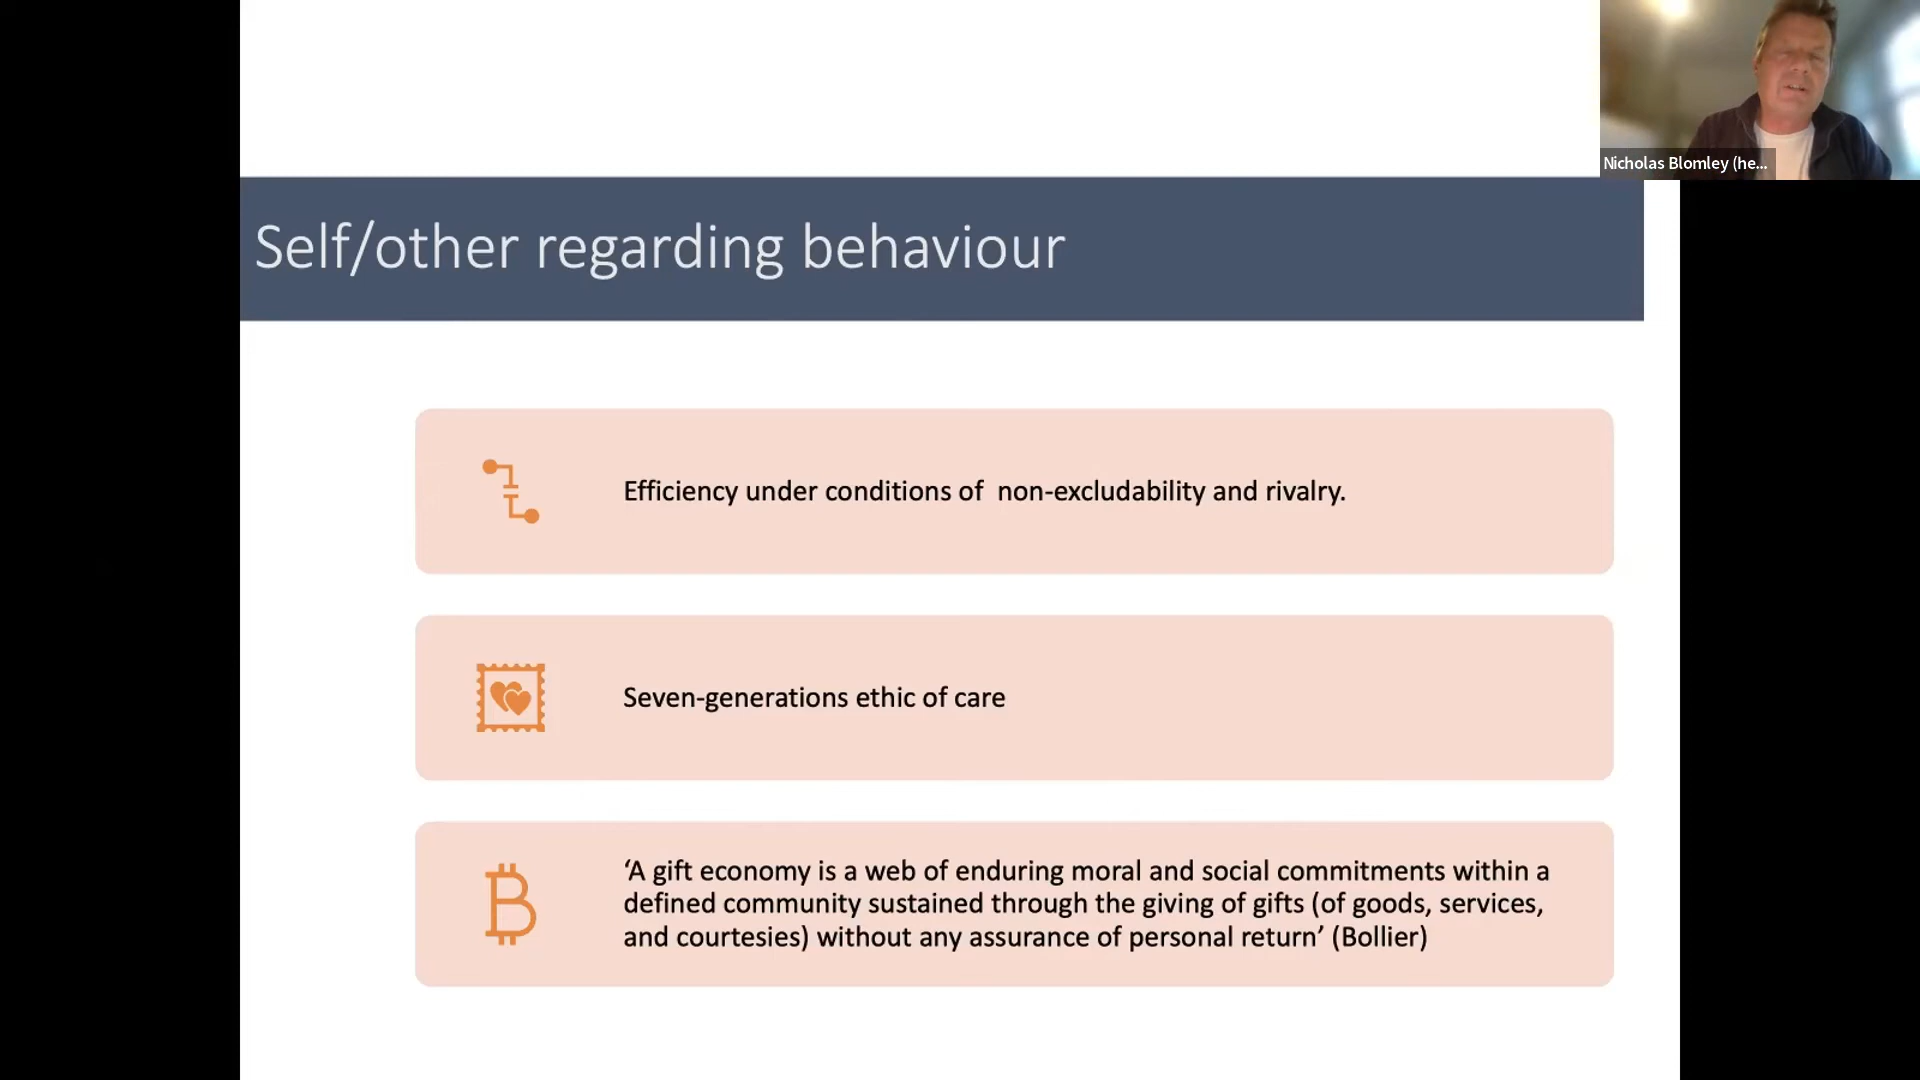 Nicholas Blomley (he...
Self/other regarding behaviour
Efficiency under conditions of  non-excludability and rivalry.
Seven-generations ethic of care
‘A gift economy is a web of enduring moral and social commitments within a
defined community sustained through the giving of gifts (of goods, services,
and courtesies) without any assurance of personal return’ (Bollier)